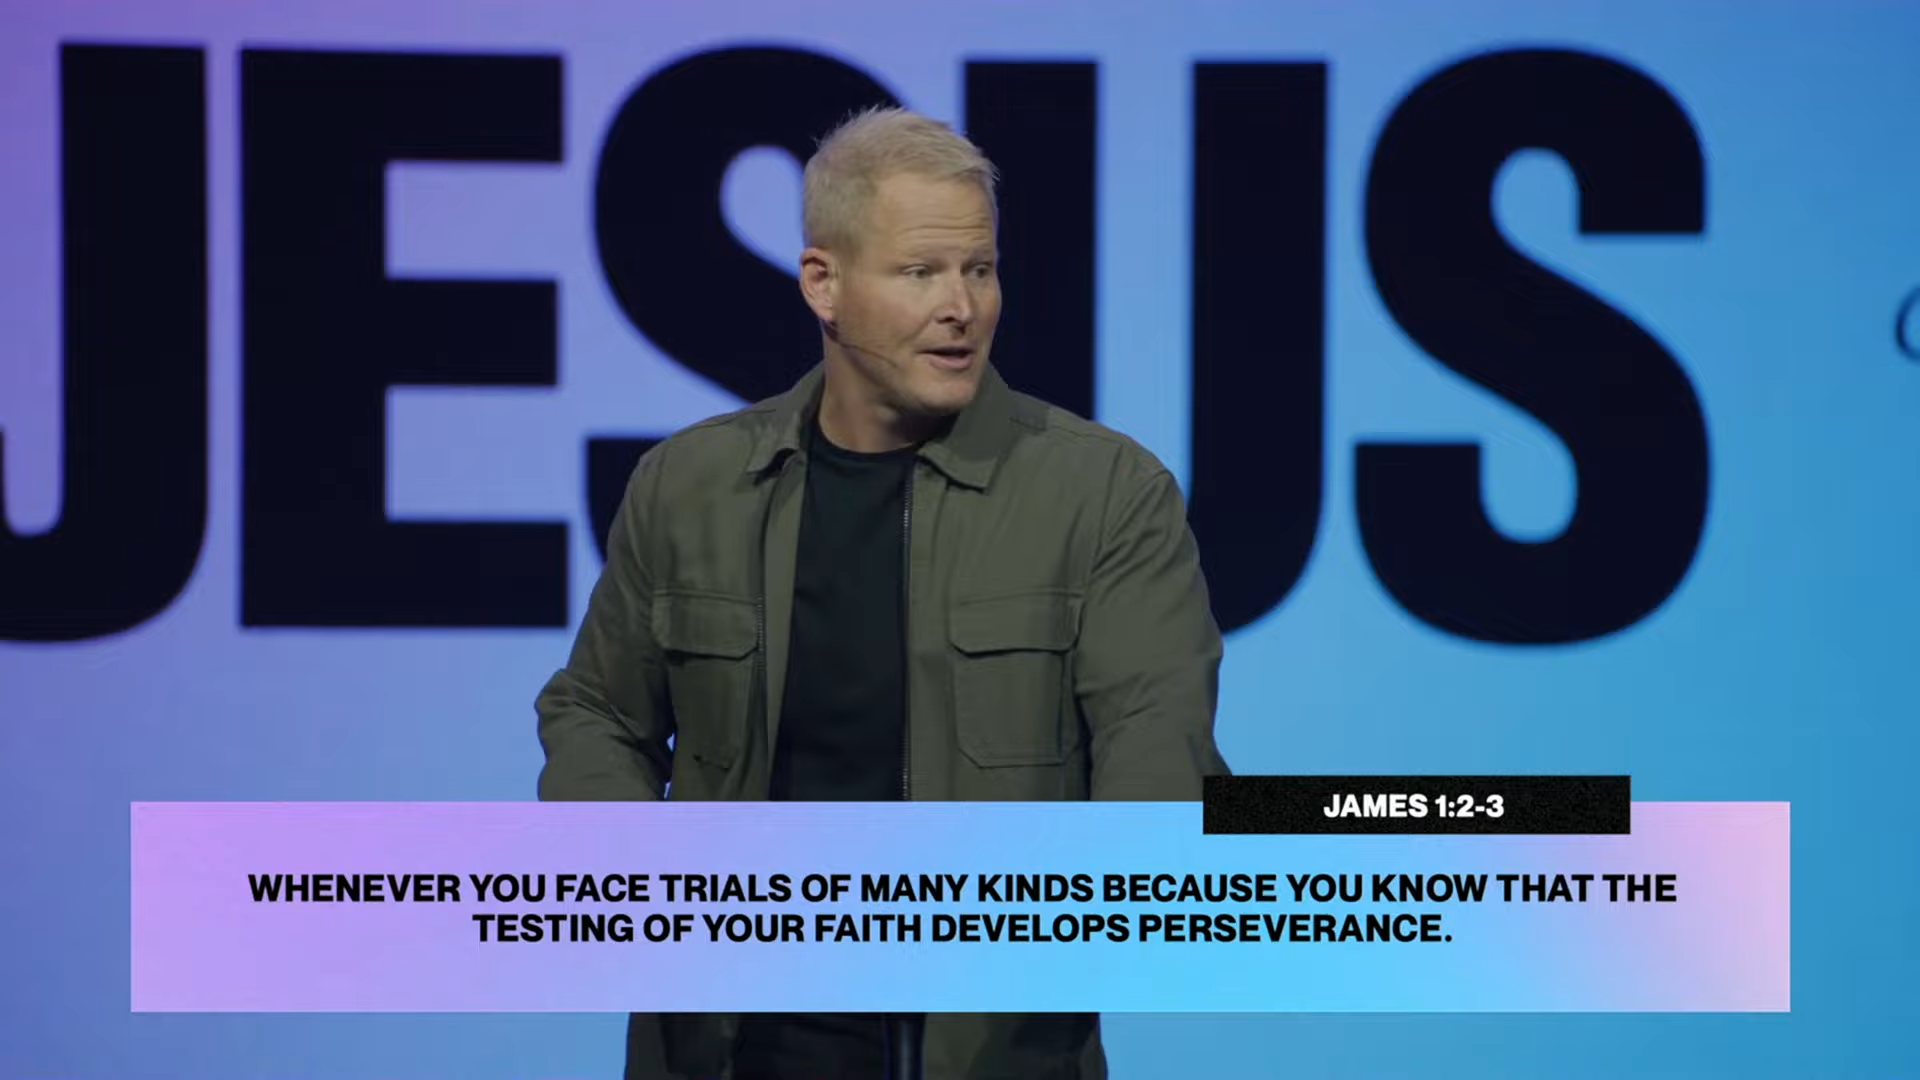 JESUS
JAMES 1:2-3
WHENEVER YOU FACE TRIALS OF MANY KINDS BECAUSE YOU KNOW THAT THE
TESTING OF YOUR FAITH DEVELOPS PERSEVERANCE.